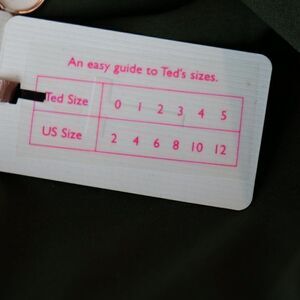 An easy guide to Ted's sizes.
Ted Size 0 1 2 3 4 5
US Size 2 4 6 8 10 12